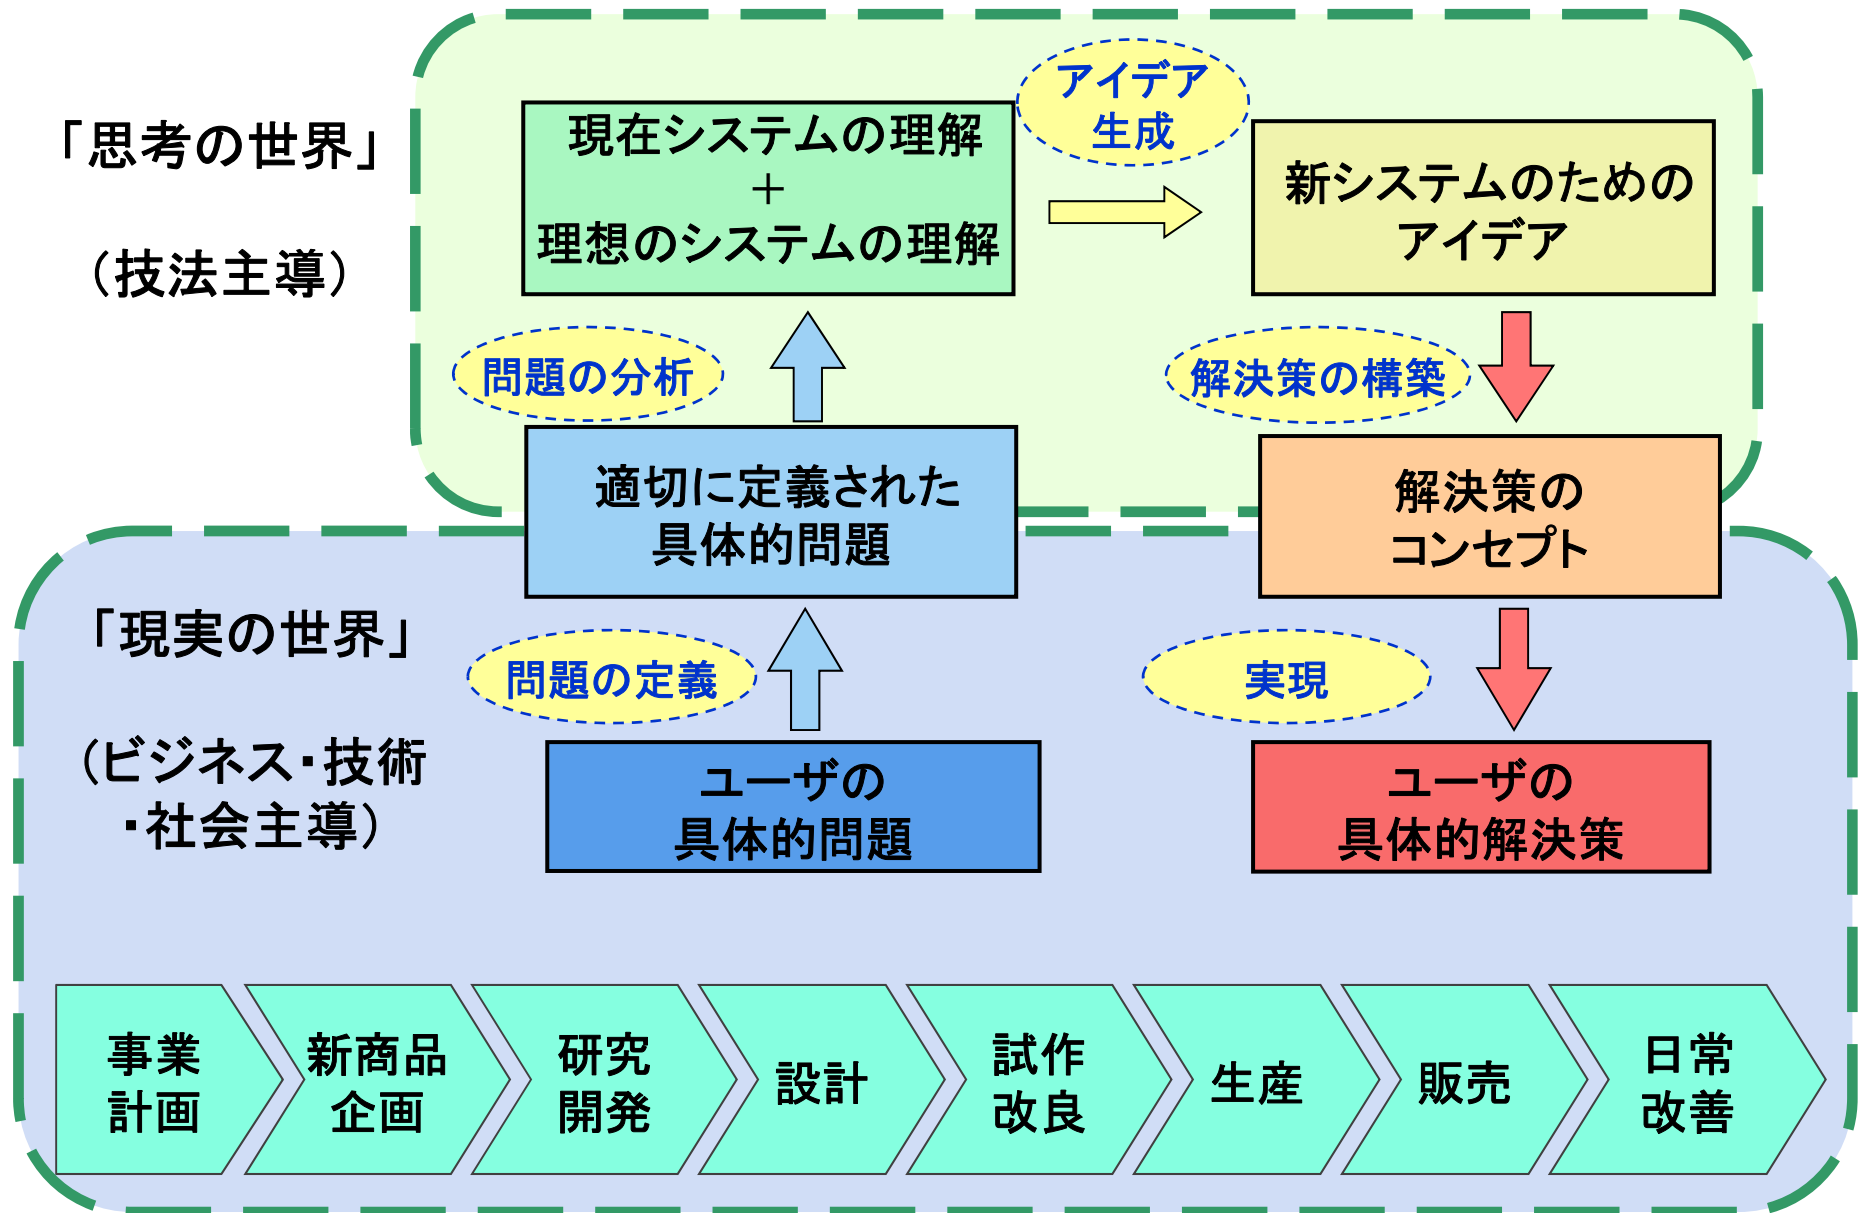 「思考の世界」
（技法主導）
現在システムの理解
＋
理想のシステムの理解
アイデア
生成
新システムのための
アイデア
問題の分析
解決策の構築
適切に定義された
具体的問題
解決策の
コンセプト
「現実の世界」
（ビジネス・技術
・社会主導）
問題の定義
実現
ユーザの
具体的問題
ユーザの
具体的解決策
事業
計画
新商品
企画
研究
開発
設計
試作
改良
生産
販売
日常
改善